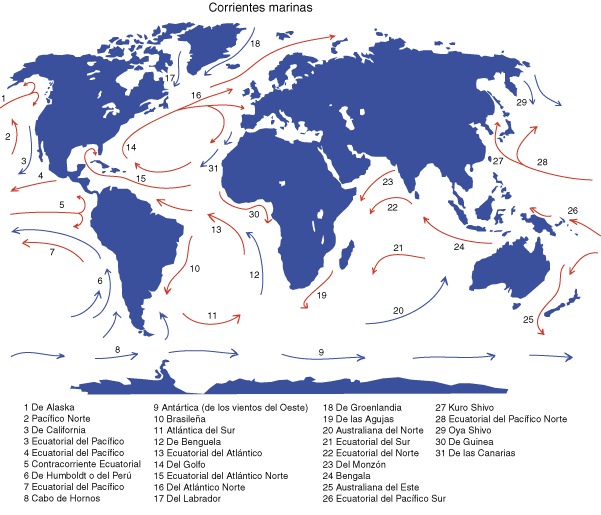 Corrientes marinas
18
17
1
16
29
2
3
14
27
28
31
15
4
23
22
5
30
26
13
24
7
10
21
6
12
19
20
11
25
8
9
1 De Alaska
2 Pacífico Norte
3 De California
3 Ecuatorial del Pacífico
4 Ecuatorial del Pacífico
5 Contracorriente Ecuatorial
6 De Humboldt o del Perú
7 Ecuatorial del Pacífico
8 Cabo de Hornos
9 Antártica (de los vientos del Oeste)
10 Brasileña
11 Atlántica del Sur
12 De Benguela
13 Ecuatorial del Atlántico
14 Del Golfo
15 Ecuatorial del Atlántico Norte
16 Del Atlántico Norte
17 Del Labrador
18 De Groenlandia
19 De las Agujas
20 Australiana del Norte
21 Ecuatorial del Sur
22 Ecuatorial del Norte
23 Del Monzón
24 Bengala
25 Australiana del Este
26 Ecuatorial del Pacífico Sur
27 Kuro Shivo
28 Ecuatorial del Pacífico Norte
29 Oya Shivo
30 De Guinea
31 De las Canarias